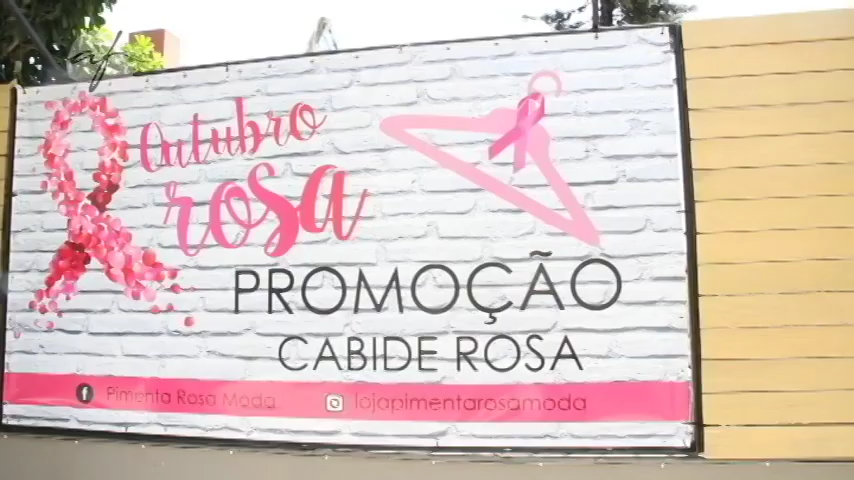 Outubro
rosa
PROMOÇÃO
CABIDE ROSA
Pimenta Rosa Moda
lojapimentarosamoda